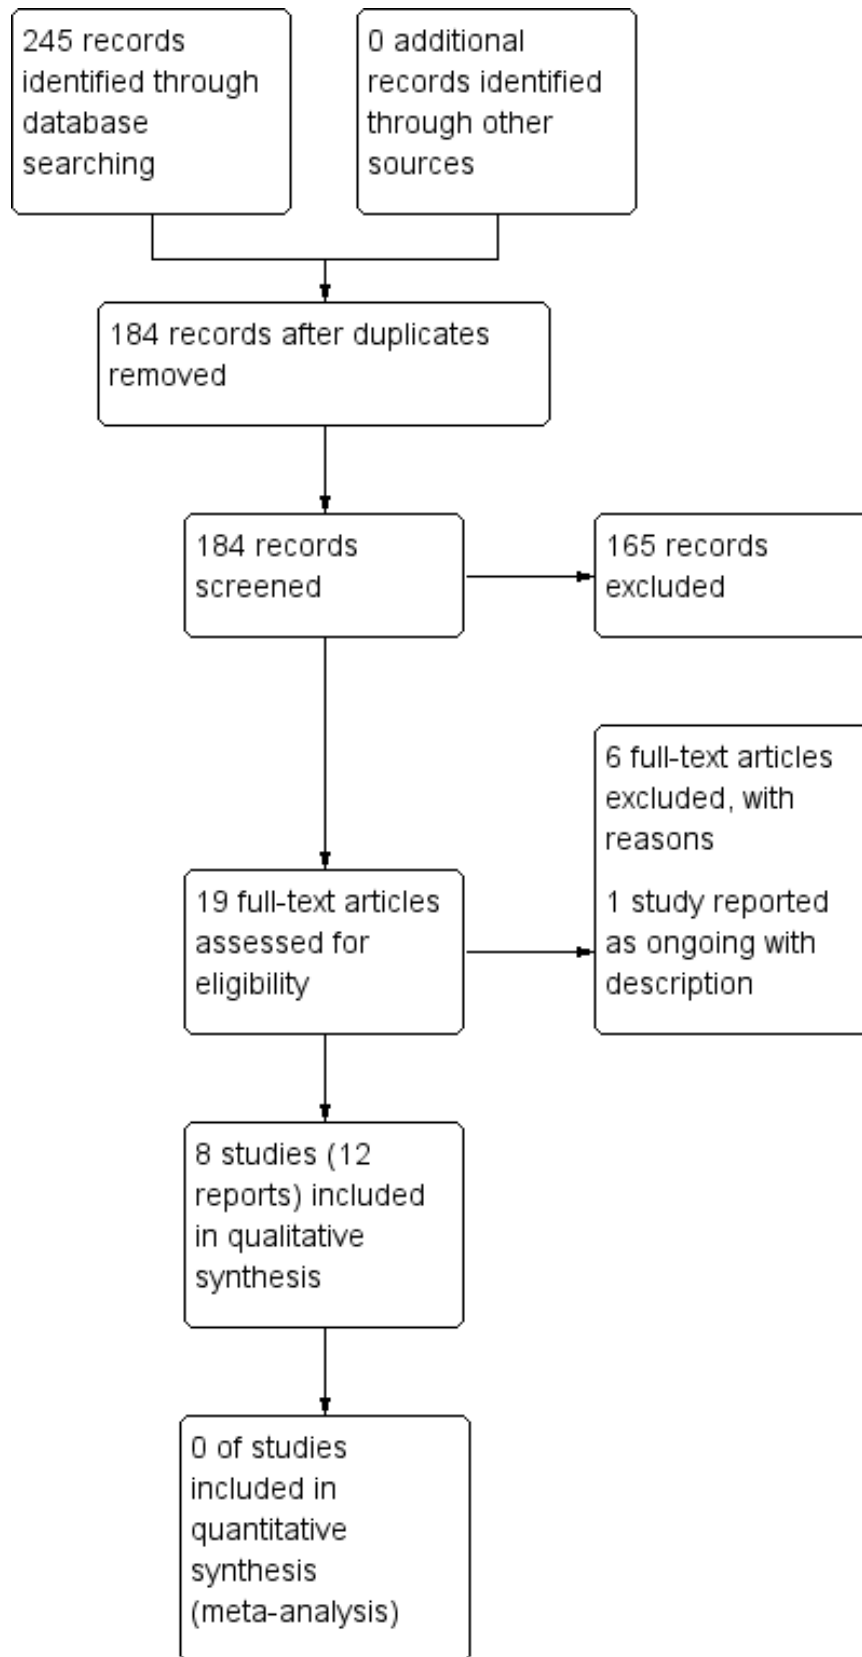 245 records
identified through
database
searching
0 additional
records identified
through other
sources
184 records after duplicates
removed
184 records
screened
165 records
excluded
6 full-text articles
excluded, with
reasons
1 study reported
as ongoing with
description
19 full-text articles
assessed for
eligibility
8 studies (12
reports) included
in qualitative
synthesis
0 of studies
included in
quantitative
synthesis
(meta-analysis)